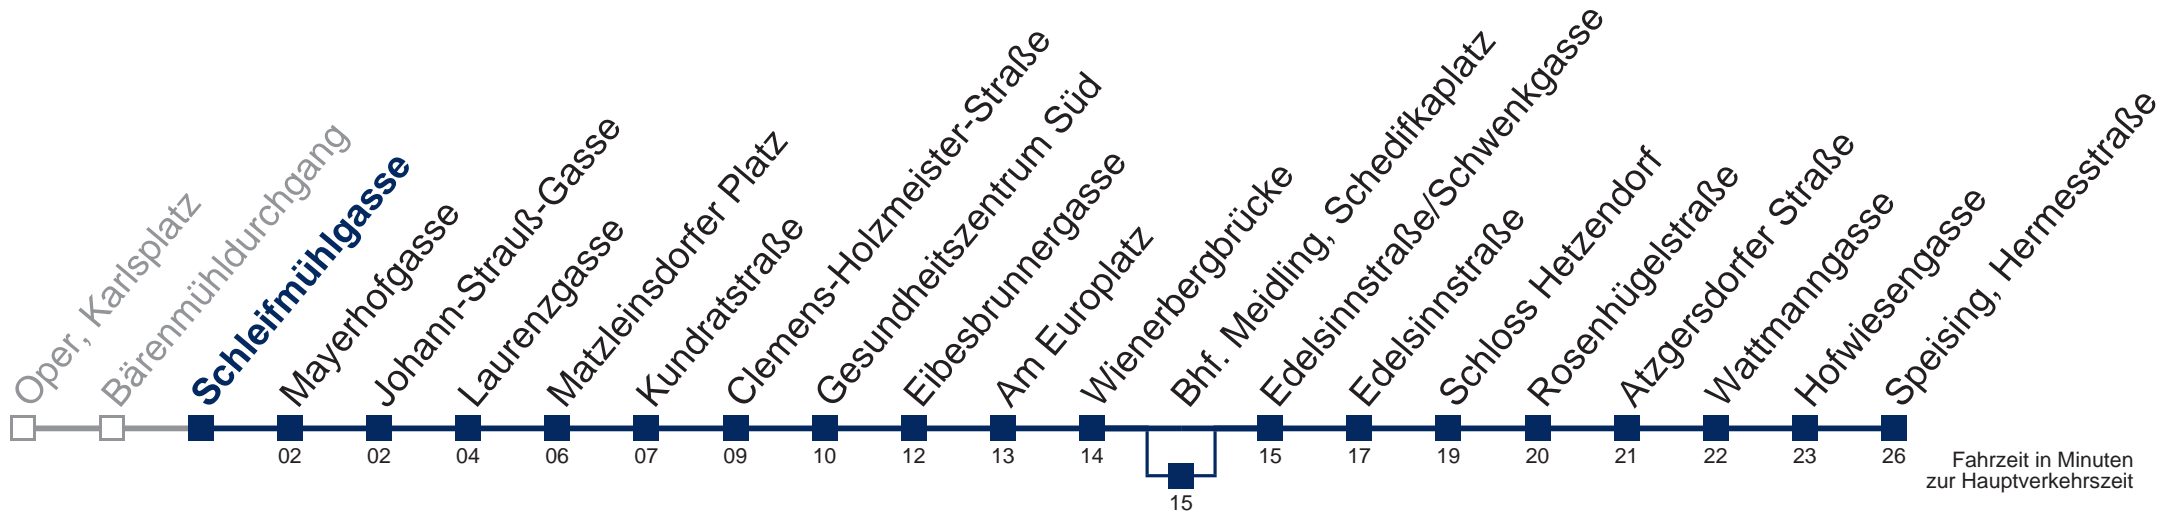 Oper, Karlsplatz
Bärenmühldurchgang
Schleifmühlgasse
Mayerhofgasse
Johann-Strauß-Gasse
Laurenzgasse
Matzleinsdorfer Platz
Kundratstraße
Clemens-Holzmeister-Straße
Gesundheitszentrum Süd
Eibesbrunnergasse
Am Europlatz
Wienerbergbrücke
Bhf. Meidling, Schedifkaplatz
Edelsinnstraße/Schwenkgasse
Edelsinnstraße
Schloss Hetzendorf
Rosenhügelstraße
Atzgersdorfer Straße
Wattmanngasse
Hofwiesengasse
Speising, Hermesstraße
02 02 04 06 07 09 10 12 13 14 15 17 19 20 21 22 23 26
15
Fahrzeit in Minuten
zur Hauptverkehrszeit